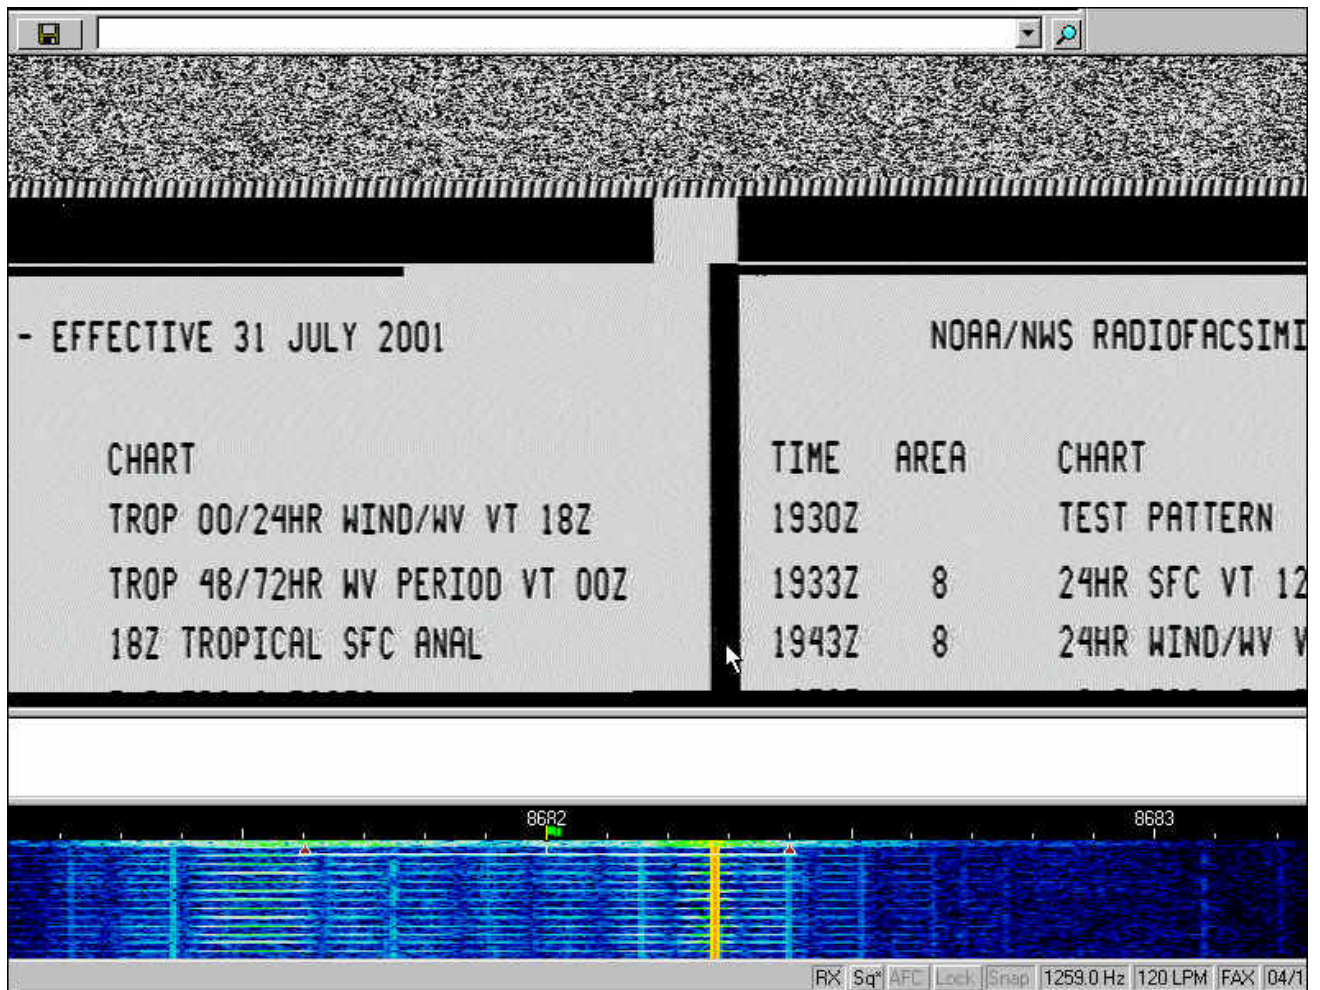 - EFFECTIVE 31 JULY 2001
NOAA/NWS RADIOFACSIMI
CHART
TIME AREA CHART
TROP 00/24HR WIND/WV VT 18Z
1930Z TEST PATTERN
TROP 48/72HR WV PERIOD VT 00Z
1933Z 8 24HR SFC VT 12
18Z TROPICAL SFC ANAL
1943Z 8 24HR WIND/WV V
8682 8683
RX Sq* AFC Lock Snap 1259.0 Hz 120 LPM FAX 04/1